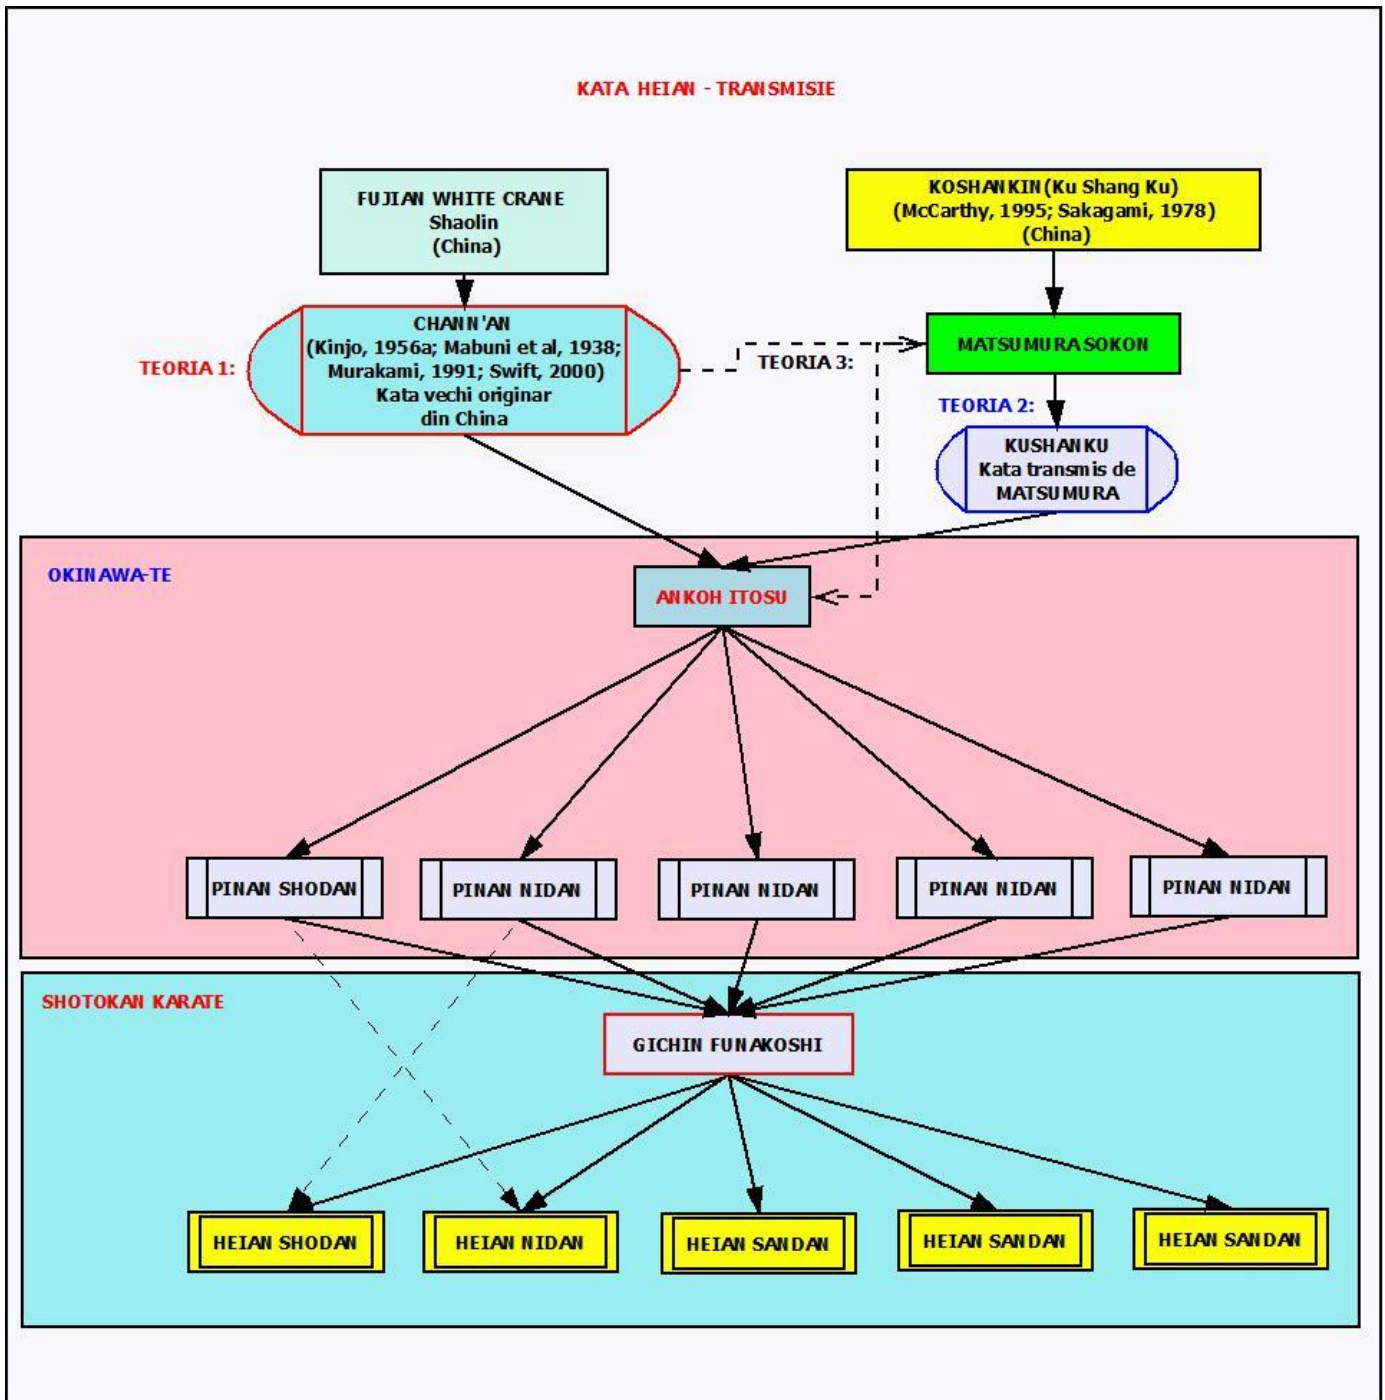 KATA HEIAN - TRANSMISIE
FUJIAN WHITE CRANE
Shaolin
(China)
KOSHANKIN(Ku Shang Ku)
(McCarthy, 1995; Sakagami, 1978)
(China)
TEORIA 1:
CHANN'AN
(Kinjo, 1956a; Mabuni et al, 1938;
Murakami, 1991; Swift, 2000)
Kata vechi originar
din China
TEORIA 3:
MATSUMURA SOKON
TEORIA 2:
KUSHANKU
Kata transmis de
MATSUMURA
OKINAWA-TE
ANKOH ITOSU
PINAN SHODAN
PINAN NIDAN
PINAN NIDAN
PINAN NIDAN
PINAN NIDAN
SHOTOKAN KARATE
GICHIN FUNAKOSHI
HEIAN SHODAN
HEIAN NIDAN
HEIAN SANDAN
HEIAN SANDAN
HEIAN SANDAN